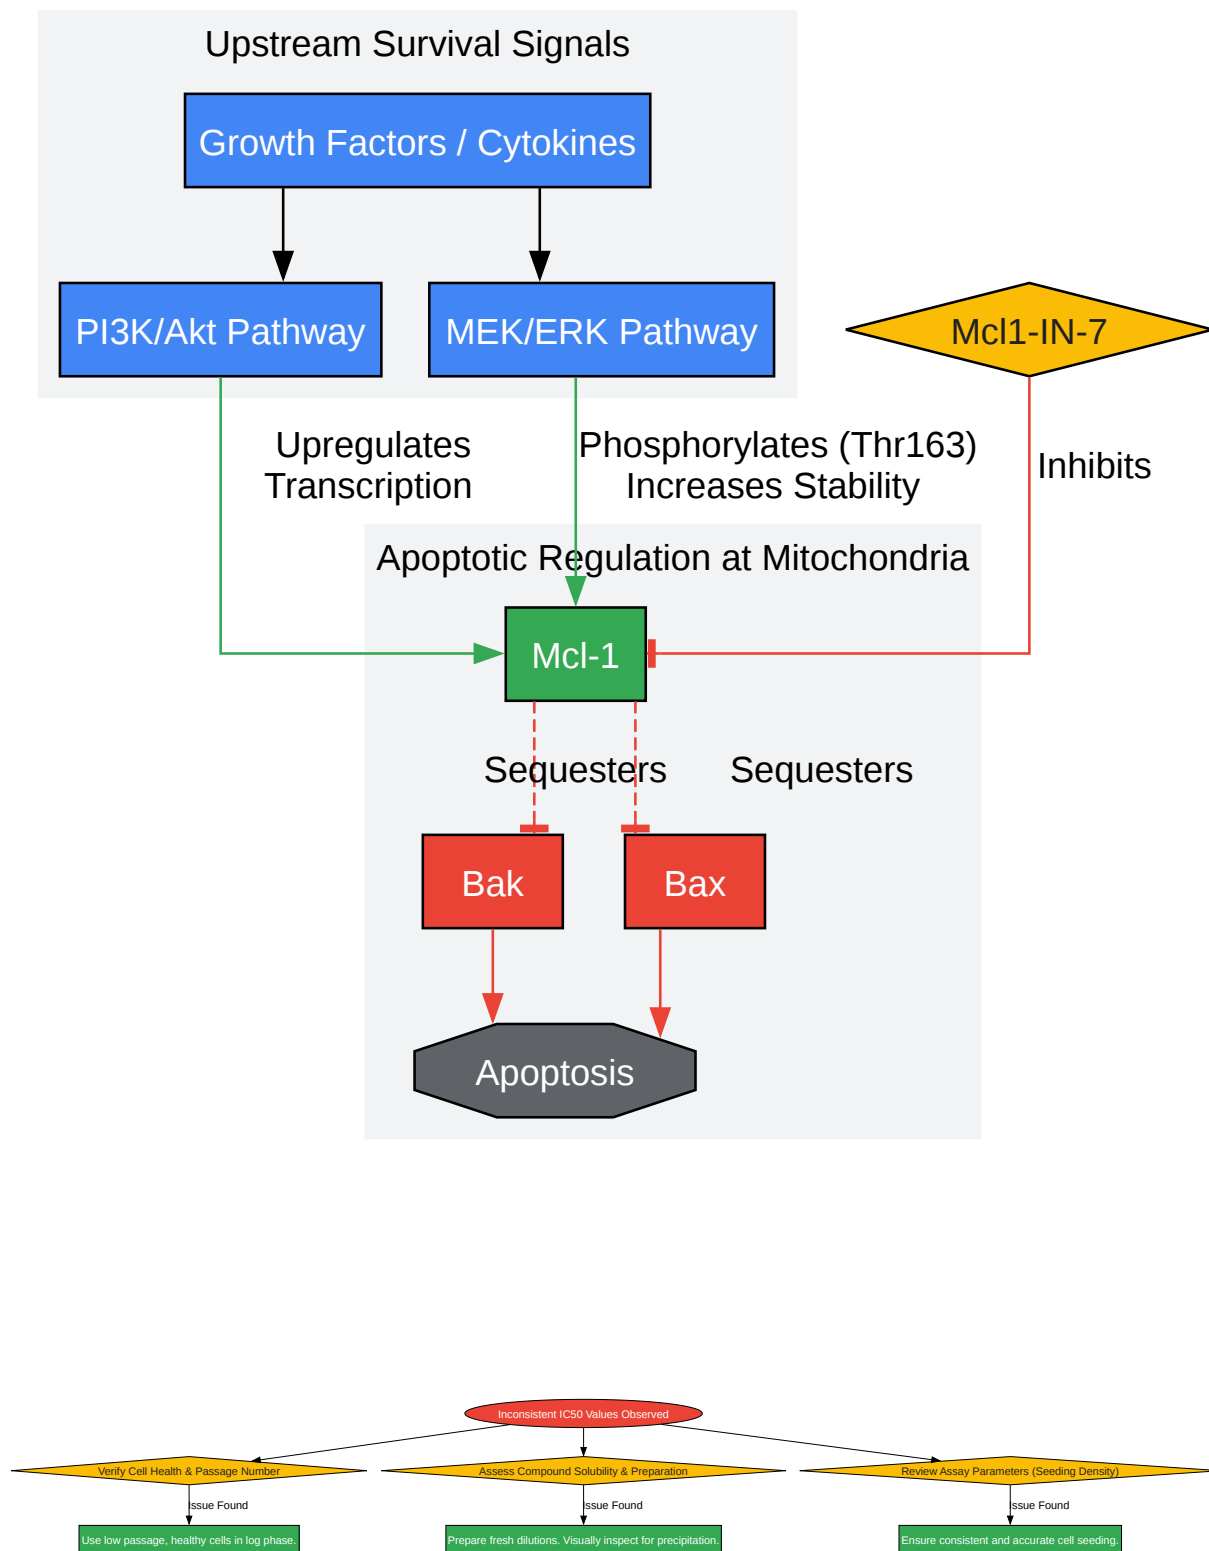 Upstream Survival Signals
Growth Factors / Cytokines
PI3K/Akt Pathway
MEK/ERK Pathway
Mcl1-IN-7
Upregulates
Transcription
Phosphorylates (Thr163)
Increases Stability
Inhibits
Apoptotic Regulation at Mitochondria
Mcl-1
Sequesters
Sequesters
Bak
Bax
Apoptosis
Inconsistent IC50 Values Observed
Verify Cell Health & Passage Number
Assess Compound Solubility & Preparation
Review Assay Parameters (Seeding Density)
Issue Found
Issue Found
Issue Found
Use low passage, healthy cells in log phase.
Prepare fresh dilutions. Visually inspect for precipitation.
Ensure consistent and accurate cell seeding.